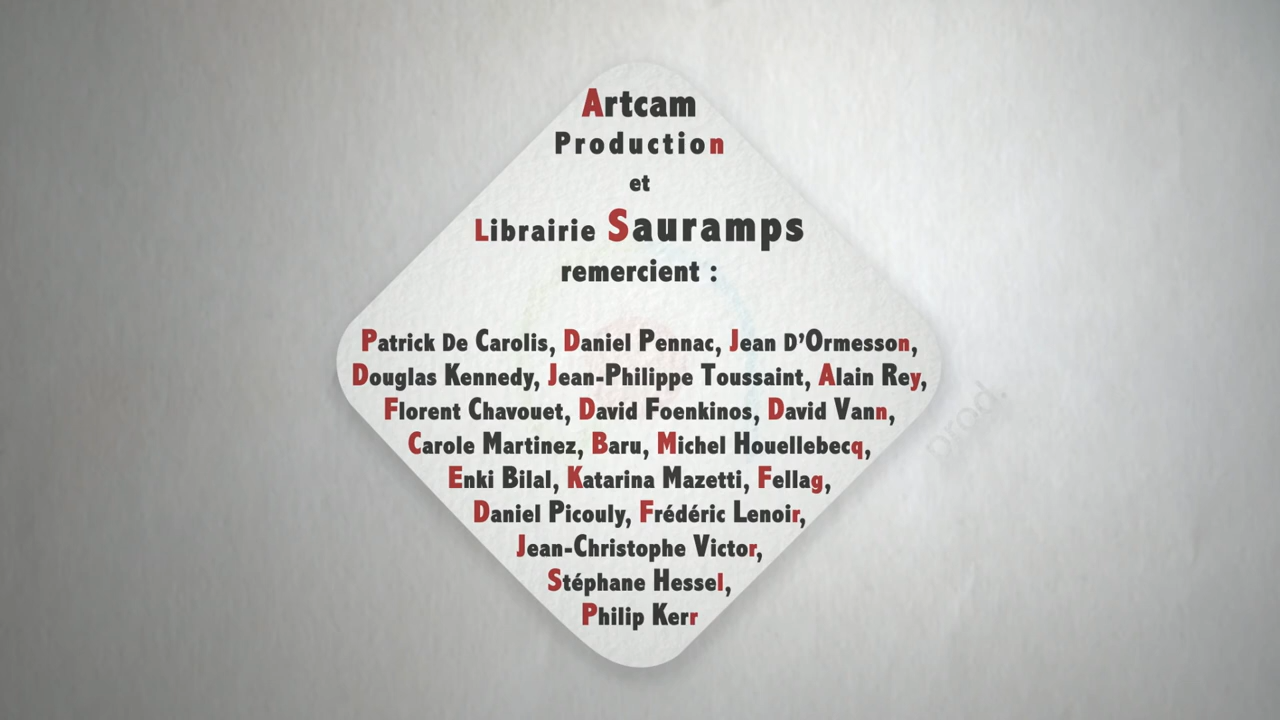 Artcam
Production
et
Librairie Sauramps
remercient :
Patrick De Carolis, Daniel Pennac, Jean D'Ormesson,
Douglas Kennedy, Jean-Philippe Toussaint, Alain Rey,
Florent Chavouet, David Foenkinos, David Vann,
Carole Martinez, Baru, Michel Houellebecq,
Enki Bilal, Katarina Mazetti, Fellag,
Daniel Picouly, Frédéric Lenoir,
Jean-Christophe Victor,
Stéphane Hessel,
Philip Kerr
prod.